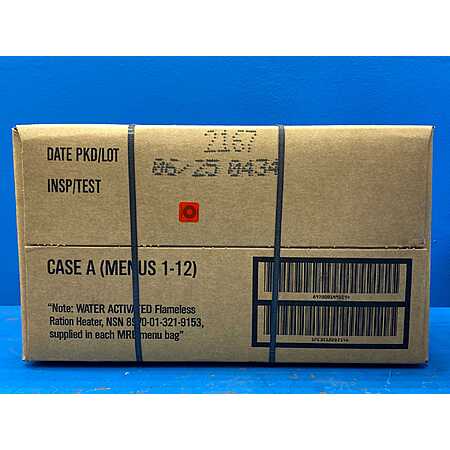 2167
DATE PKD/LOT
06/25 0434
INSP/TEST
CASE A (MENUS 1-12)
"Note: WATER ACTIVATED Flameless
Ration Heater, NSN 8970-01-321-9153,
supplied in each MRE menu bag"